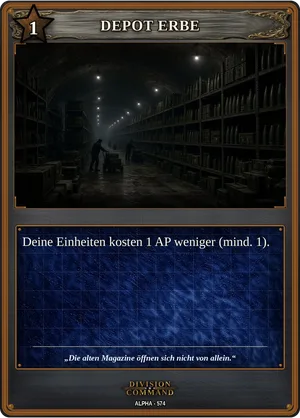 1
DEPOT ERBE
Deine Einheiten kosten 1 AP weniger (mind. 1).
„Die alten Magazine öffnen sich nicht von allein.“
DIVISION
COMMAND
ALPHA - 574